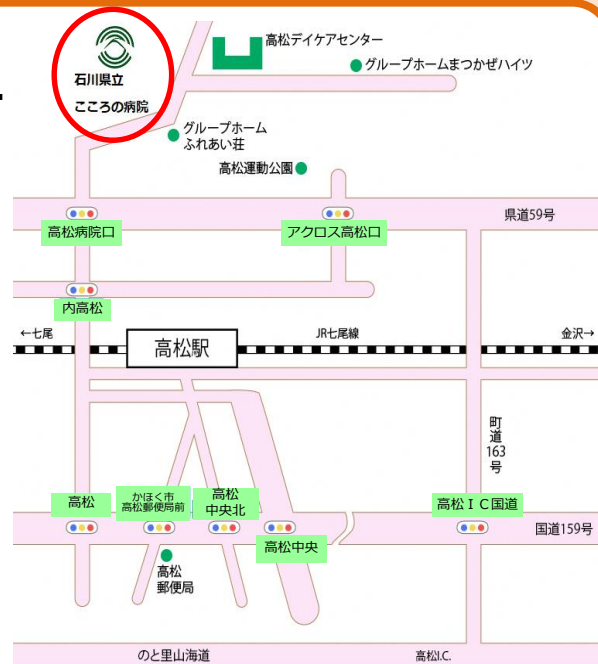 石川県立
こころの病院
高松デイケアセンター
グループホームまつかぜハイツ
グループホーム
ふれあい荘
高松運動公園
県道59号
高松病院口
アクロス高松口
内高松
←七尾
高松駅
JR七尾線
金沢→
町道163号
高松
かほく市
高松郵便局前
高松
中央北
高松中央
高松ＩＣ国道
国道159号
高松
郵便局
のと里山海道
高松I.C.